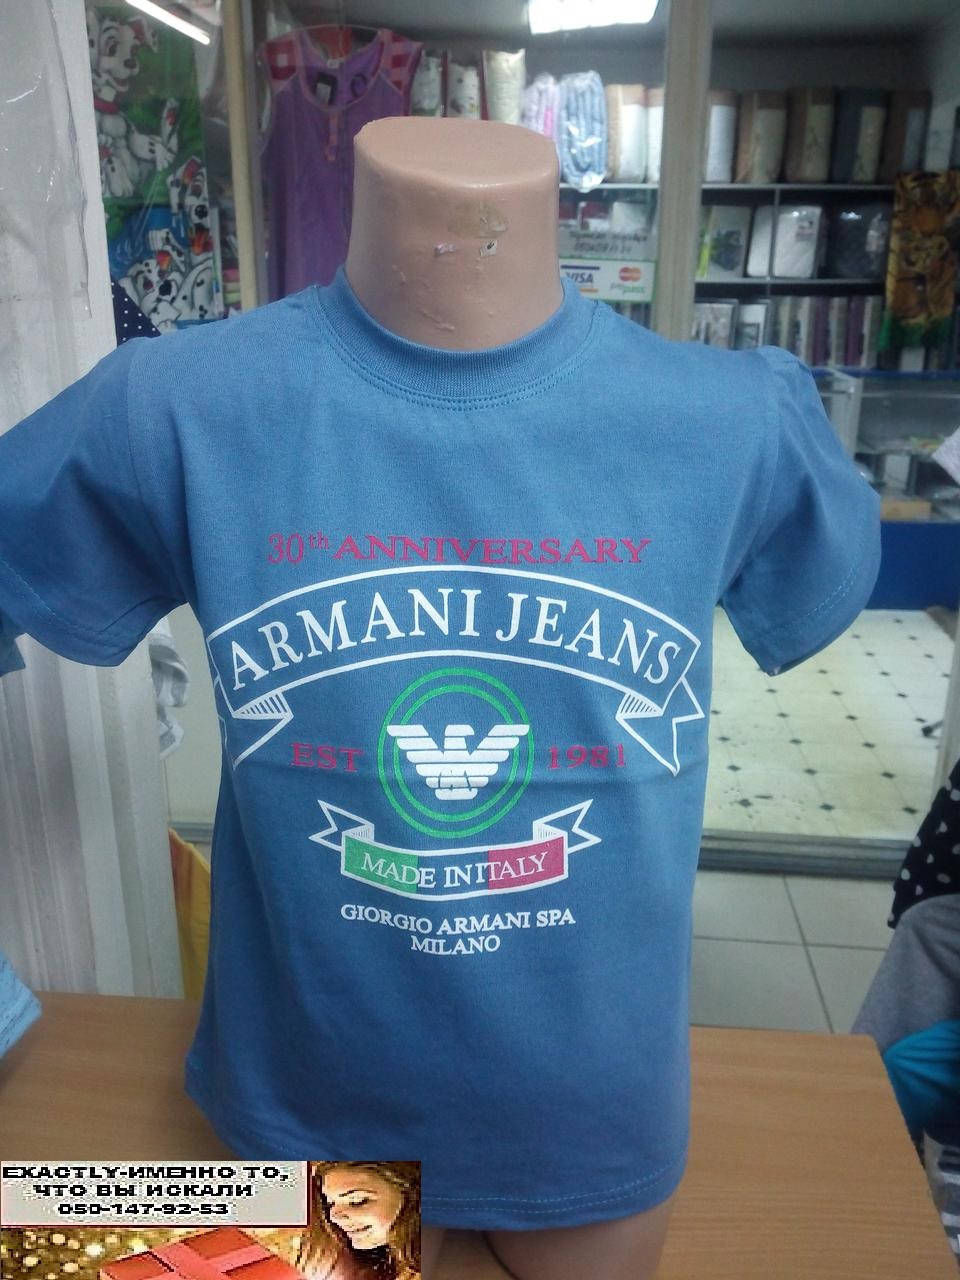 VISA
30th ANNIVERSARY
ARMANI JEANS
EST 1981
MADE IN ITALY
GIORGIO ARMANI SPA
MILANO
EXACTLY-ИМЕННО ТО,
ЧТО ВЫ ИСКАЛИ
050-147-92-53